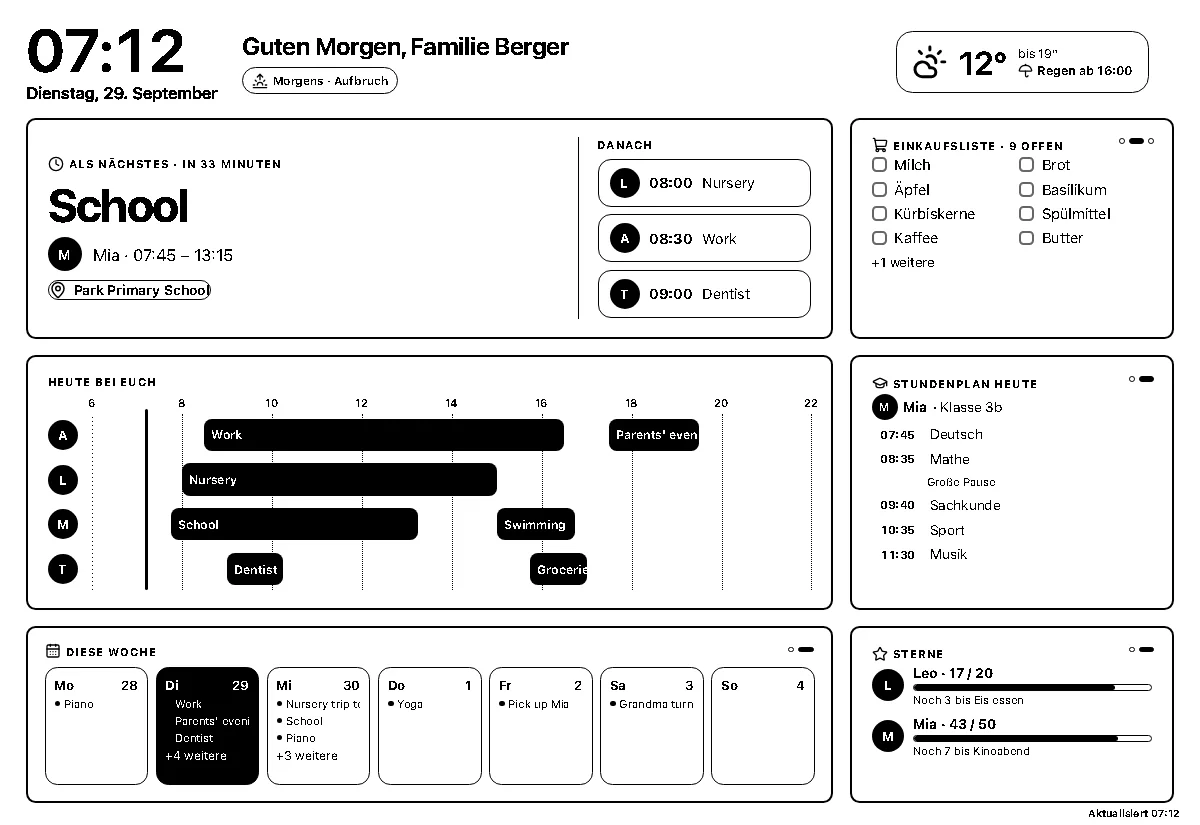 07:12
Dienstag, 29. September
Guten Morgen, Familie Berger
Morgens · Aufbruch
12°
bis 19°
Regen ab 16:00
ALS NÄCHSTES · IN 33 MINUTEN
School
M Mia · 07:45 – 13:15
Park Primary School
DANACH
L 08:00 Nursery
A 08:30 Work
T 09:00 Dentist
EINKAUFSLISTE · 9 OFFEN
Milch Brot
Äpfel Basilikum
Kürbiskerne Spülmittel
Kaffee Butter
+1 weitere
HEUTE BEI EUCH
6 8 10 12 14 16 18 20 22
A Work Parents' even
L Nursery
M School Swimming
T Dentist Grocerie
STUNDENPLAN HEUTE
M Mia · Klasse 3b
07:45 Deutsch
08:35 Mathe
Große Pause
09:40 Sachkunde
10:35 Sport
11:30 Musik
DIESE WOCHE
Mo 28
Piano
Di 29
Work
Parents' eveni
Dentist
+4 weitere
Mi 30
Nursery trip to
School
Piano
+3 weitere
Do 1
Yoga
Fr 2
Pick up Mia
Sa 3
Grandma turn
So 4
STERNE
L Leo · 17 / 20
Noch 3 bis Eis essen
M Mia · 43 / 50
Noch 7 bis Kinoabend
Aktualisiert 07:12